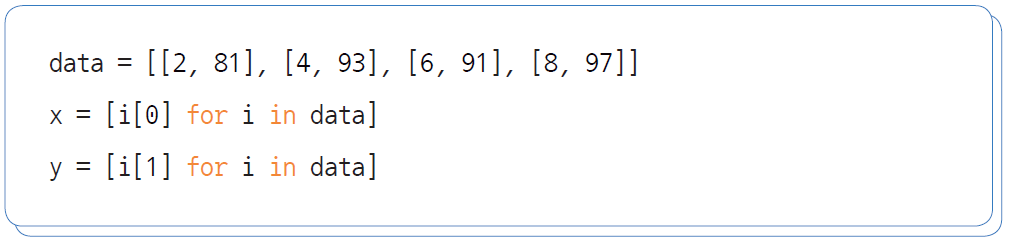 data = [[2, 81], [4, 93], [6, 91], [8, 97]]
x = [i[0] for i in data]
y = [i[1] for i in data]